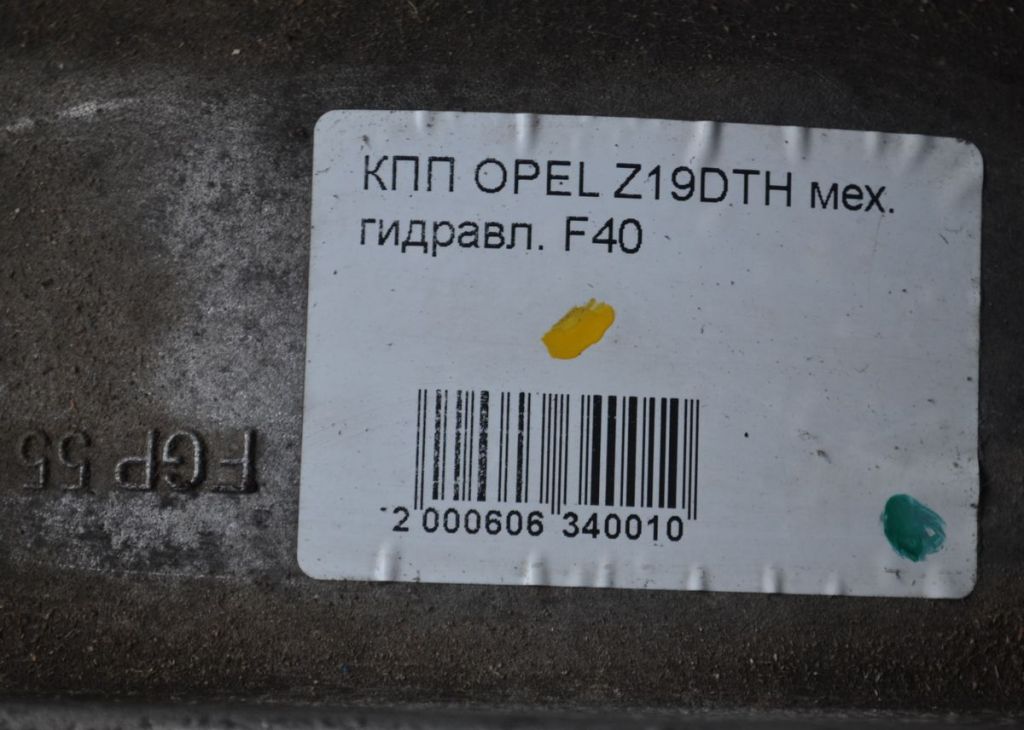 КПП OPEL Z19DTH мех.
гидравл. F40
2 000606 340010
FGP 55